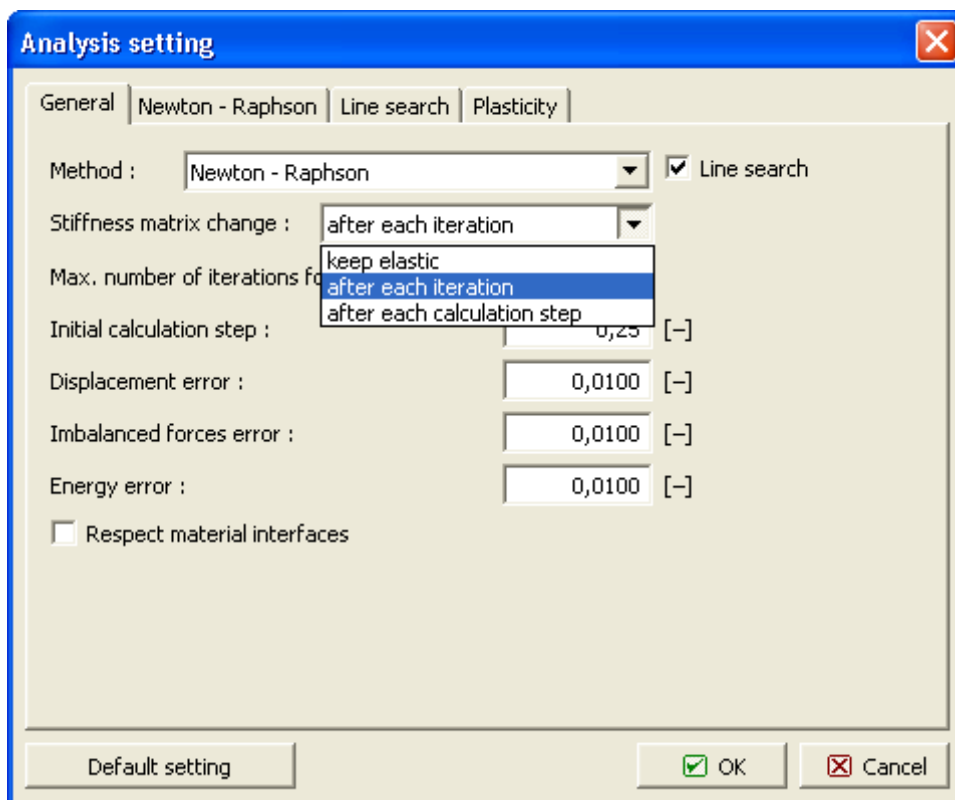 Analysis setting
General Newton - Raphson Line search Plasticity
Method : Newton - Raphson Line search
Stiffness matrix change : after each iteration
keep elastic
Max. number of iterations
after each iteration
after each calculation step
Initial calculation step : 0,25 [–]
Displacement error : 0,0100 [–]
Imbalanced forces error : 0,0100 [–]
Energy error : 0,0100 [–]
Respect material interfaces
Default setting OK Cancel